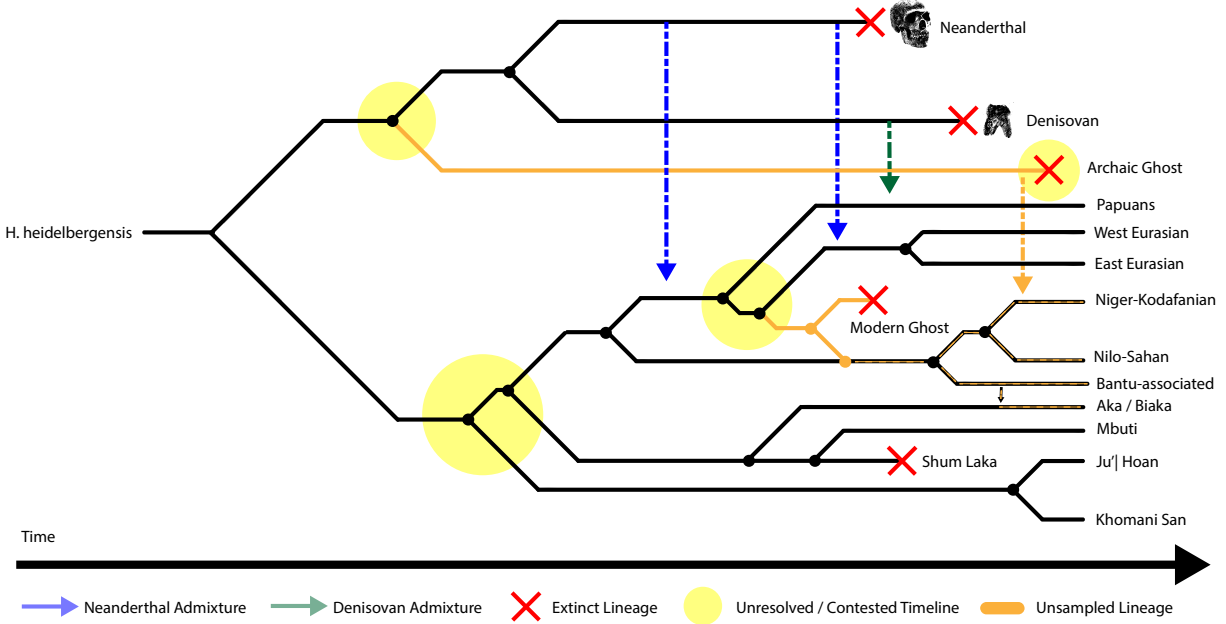 Neanderthal
Denisovan
Archaic Ghost
Papuans
H. heidelbergensis
West Eurasian
East Eurasian
Niger-Kodafanian
Modern Ghost
Nilo-Sahan
Bantu-associated
Aka / Biaka
Mbuti
Shum Laka
Ju’| Hoan
Khomani San
Time
Neanderthal Admixture
Denisovan Admixture
Extinct Lineage
Unresolved / Contested Timeline
Unsampled Lineage